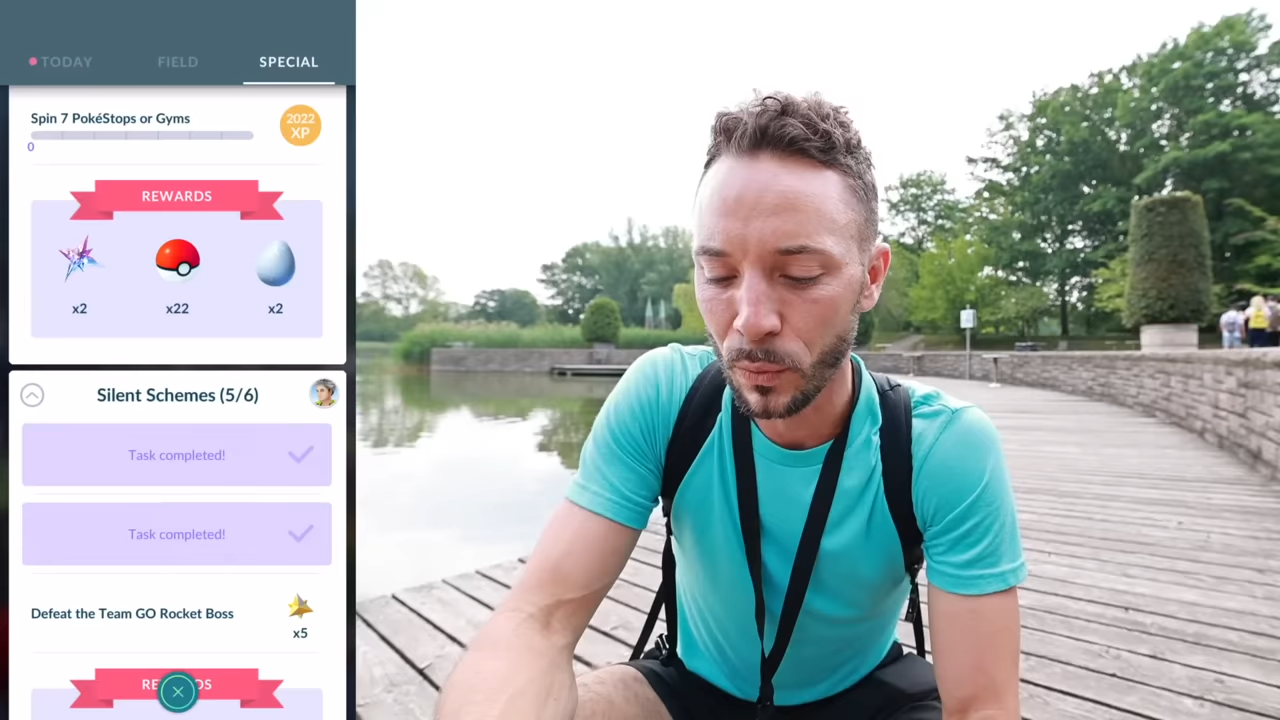 TODAY FIELD SPECIAL
Spin 7 PokéStops or Gyms
2022
XP
0
REWARDS
x2 x22 x2
Silent Schemes (5/6)
Task completed!
Task completed!
Defeat the Team GO Rocket Boss
x5